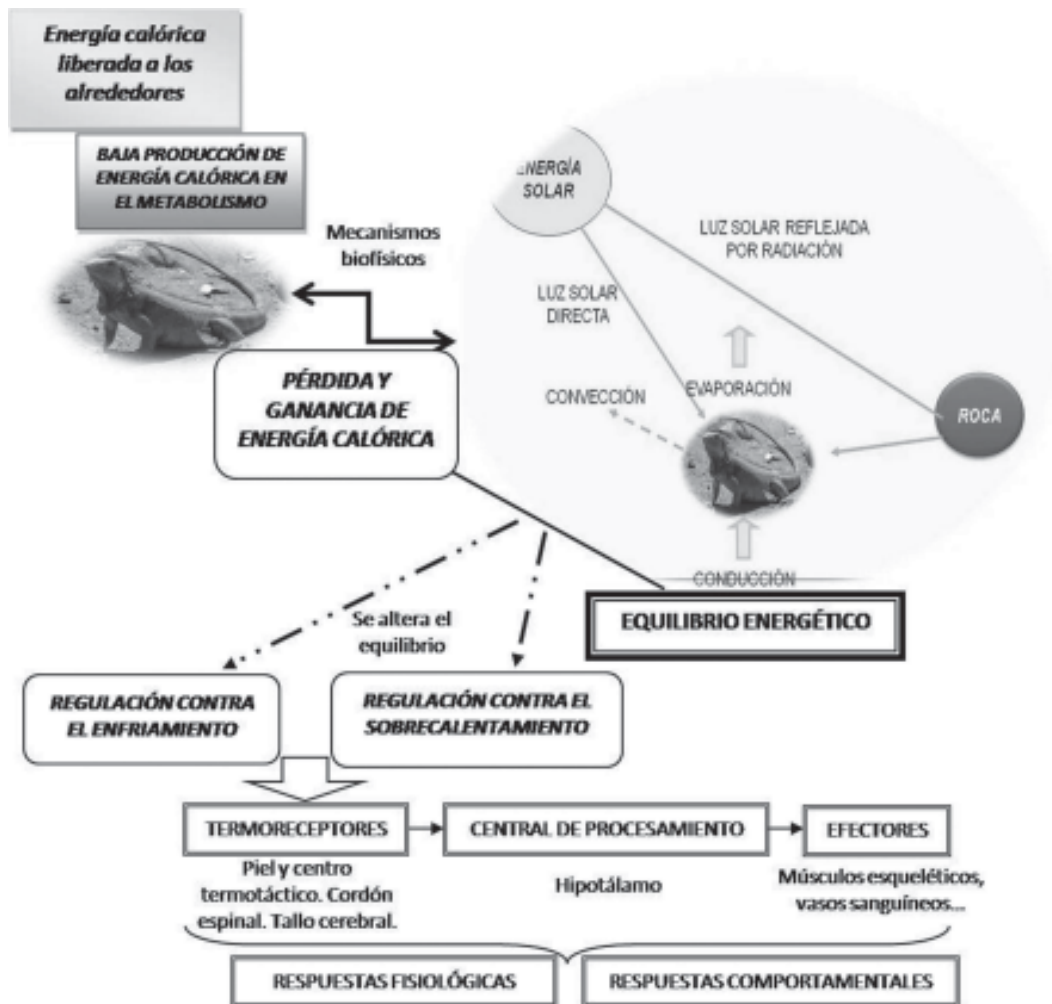 Energía calórica
liberada a los
alrededores
BAJA PRODUCCIÓN DE
ENERGÍA CALÓRICA EN
EL METABOLISMO
Mecanismos
biofísicos
PÉRDIDA Y
GANANCIA DE
ENERGÍA CALÓRICA
ENERGÍA
SOLAR
LUZ SOLAR REFLEJADA
POR RADIACIÓN
LUZ SOLAR
DIRECTA
EVAPORACIÓN
CONVECCIÓN
ROCA
CONDUCCIÓN
EQUILIBRIO ENERGÉTICO
Se altera el
equilibrio
REGULACIÓN CONTRA
EL ENFRIAMIENTO
REGULACIÓN CONTRA EL
SOBRECALENTAMIENTO
TERMORECEPTORES
CENTRAL DE PROCESAMIENTO
EFECTORES
Piel y centro
termotáctico. Cordón
espinal. Tallo cerebral.
Hipotálamo
Músculos esqueléticos,
vasos sanguíneos...
RESPUESTAS FISIOLÓGICAS
RESPUESTAS COMPORTAMENTALES